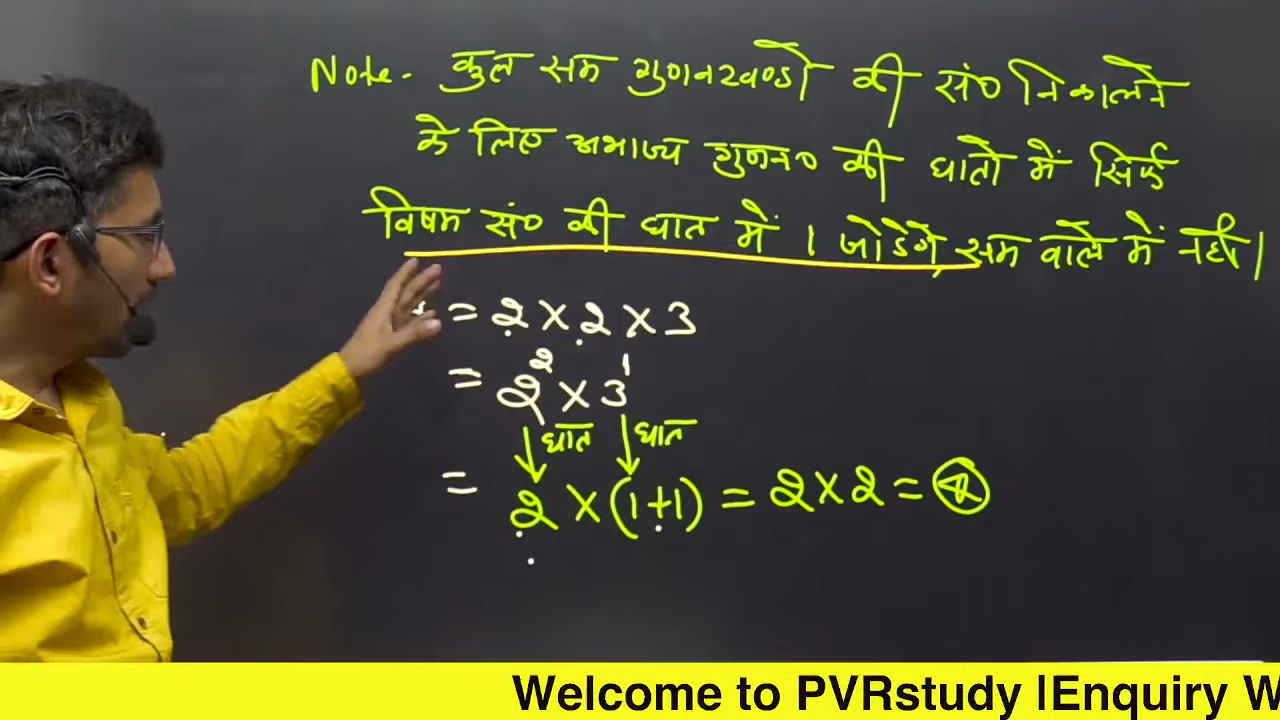 Note- कुल सम गुणनखण्डो की सं० निकालने
के लिए अभाज्य गुणन० की घातो में सिर्फ
विषम सं० की घात में 1 जोडेगे, सम वाले में नही।
= 2 × 2 × 3
= 2² × 3¹
घात घात
= 2 × (1+1) = 2 × 2 = 4
Welcome to PVRstudy |Enquiry W